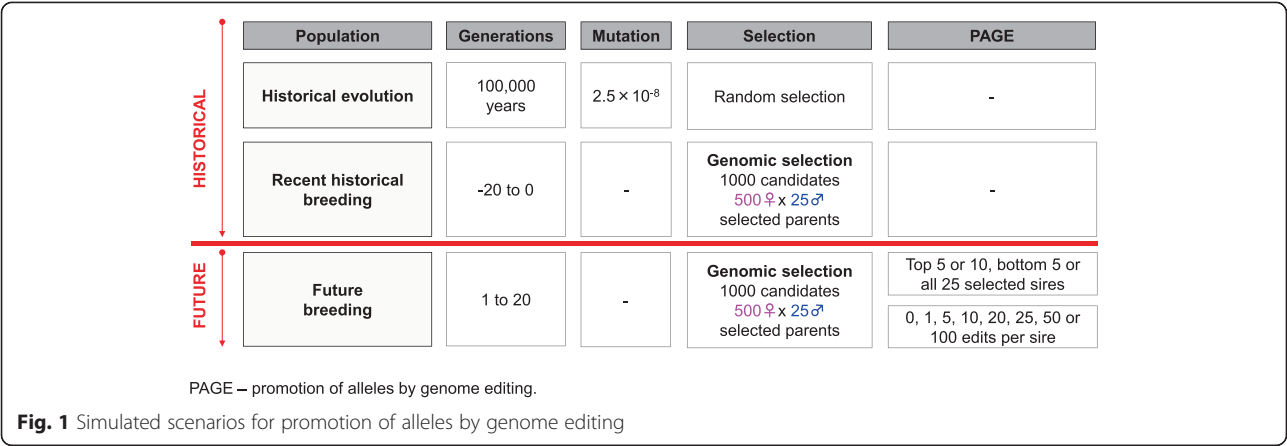 Population
Generations
Mutation
Selection
PAGE
HISTORICAL
Historical evolution
100,000
years
2.5 × 10-8
Random selection
-
Recent historical
breeding
-20 to 0
-
Genomic selection
1000 candidates
500♀x 25♂
selected parents
-
FUTURE
Future
breeding
1 to 20
-
Genomic selection
1000 candidates
500♀x 25♂
selected parents
Top 5 or 10, bottom 5 or
all 25 selected sires
0, 1, 5, 10, 20, 25, 50 or
100 edits per sire
PAGE – promotion of alleles by genome editing.
Fig. 1 Simulated scenarios for promotion of alleles by genome editing